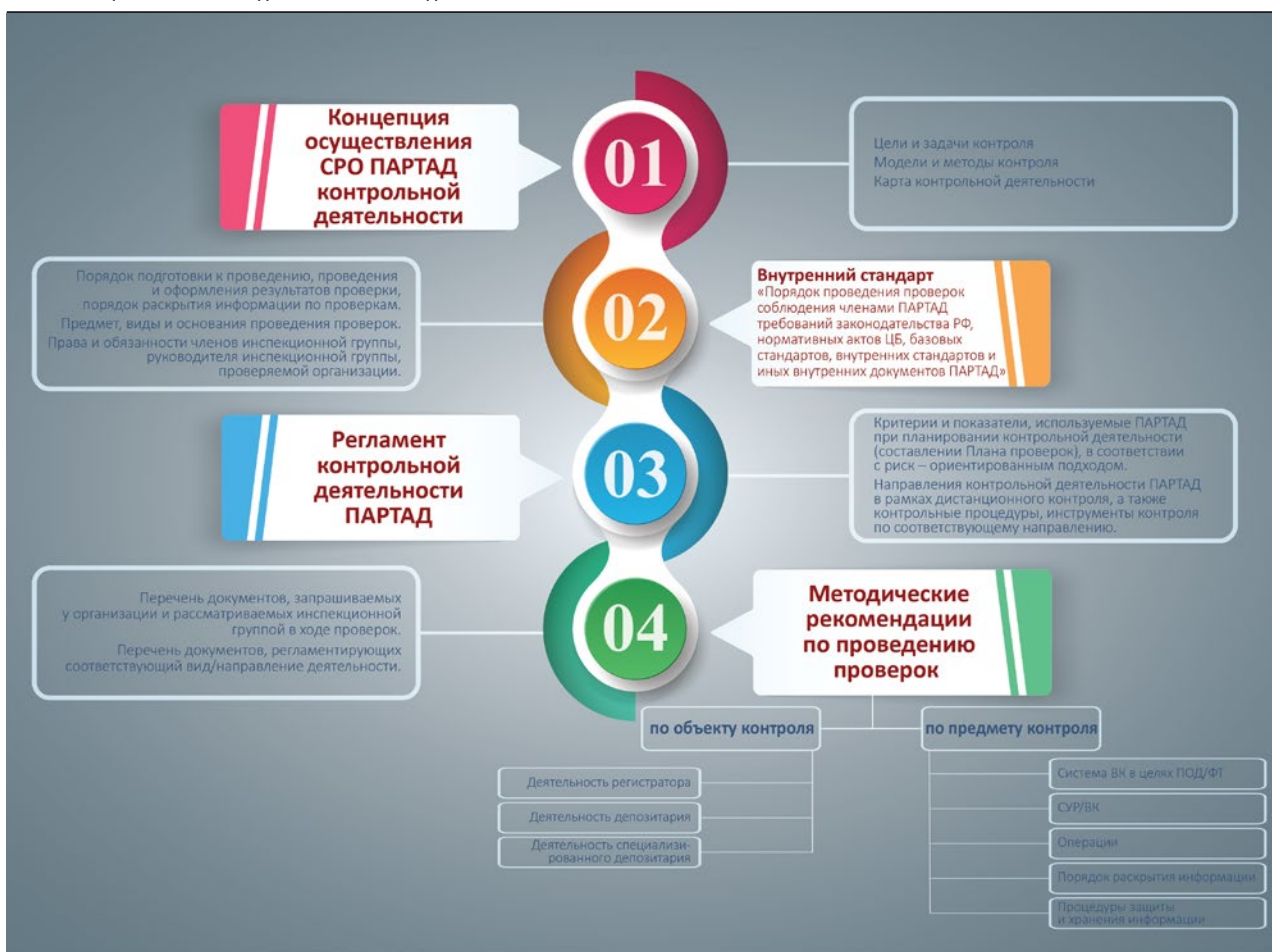 Концепция
осуществления
СРО ПАРТАД
контрольной
деятельности
01
Цели и задачи контроля
Модели и методы контроля
Карта контрольной деятельности
Порядок подготовки к проведению, проведения
и оформления результатов проверки,
порядок раскрытия информации по проверкам.
Предмет, виды и основания проведения проверок.
Права и обязанности членов инспекционной группы,
руководителя инспекционной группы,
проверяемой организации.
02
Внутренний стандарт
«Порядок проведения проверок
соблюдения членами ПАРТАД
требований законодательства РФ,
нормативных актов ЦБ, базовых
стандартов, внутренних стандартов и
иных внутренних документов ПАРТАД»
Регламент
контрольной
деятельности
ПАРТАД
03
Критерии и показатели, используемые ПАРТАД
при планировании контрольной деятельности
(составлении Плана проверок), в соответствии
с риск – ориентированным подходом.
Направления контрольной деятельности ПАРТАД
в рамках дистанционного контроля, а также
контрольные процедуры, инструменты контроля
по соответствующему направлению.
Перечень документов, запрашиваемых
у организации и рассматриваемых инспекционной
группой в ходе проверок.
Перечень документов, регламентирующих
соответствующий вид/направление деятельности.
04
Методические
рекомендации
по проведению
проверок
по объекту контроля
Деятельность регистратора
Деятельность депозитария
Деятельность специализи-
рованного депозитария
по предмету контроля
Система ВК в целях ПОД/ФТ
СУР/ВК
Операции
Порядок раскрытия информации
Процедуры защиты
и хранения информации